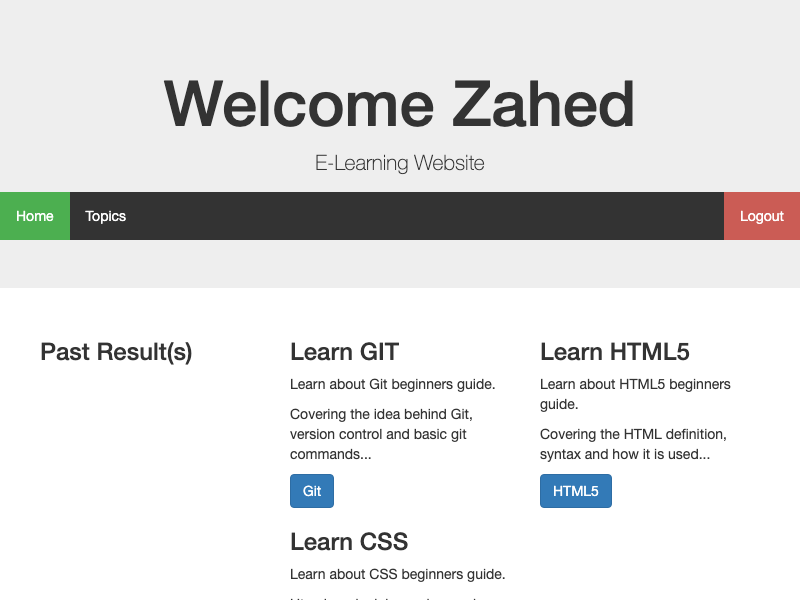 Welcome Zahed
E-Learning Website
Home
Topics
Logout
Past Result(s)
Learn GIT
Learn about Git beginners guide.
Covering the idea behind Git,
version control and basic git
commands...
Git
Learn HTML5
Learn about HTML5 beginners
guide.
Covering the HTML definition,
syntax and how it is used...
HTML5
Learn CSS
Learn about CSS beginners guide.